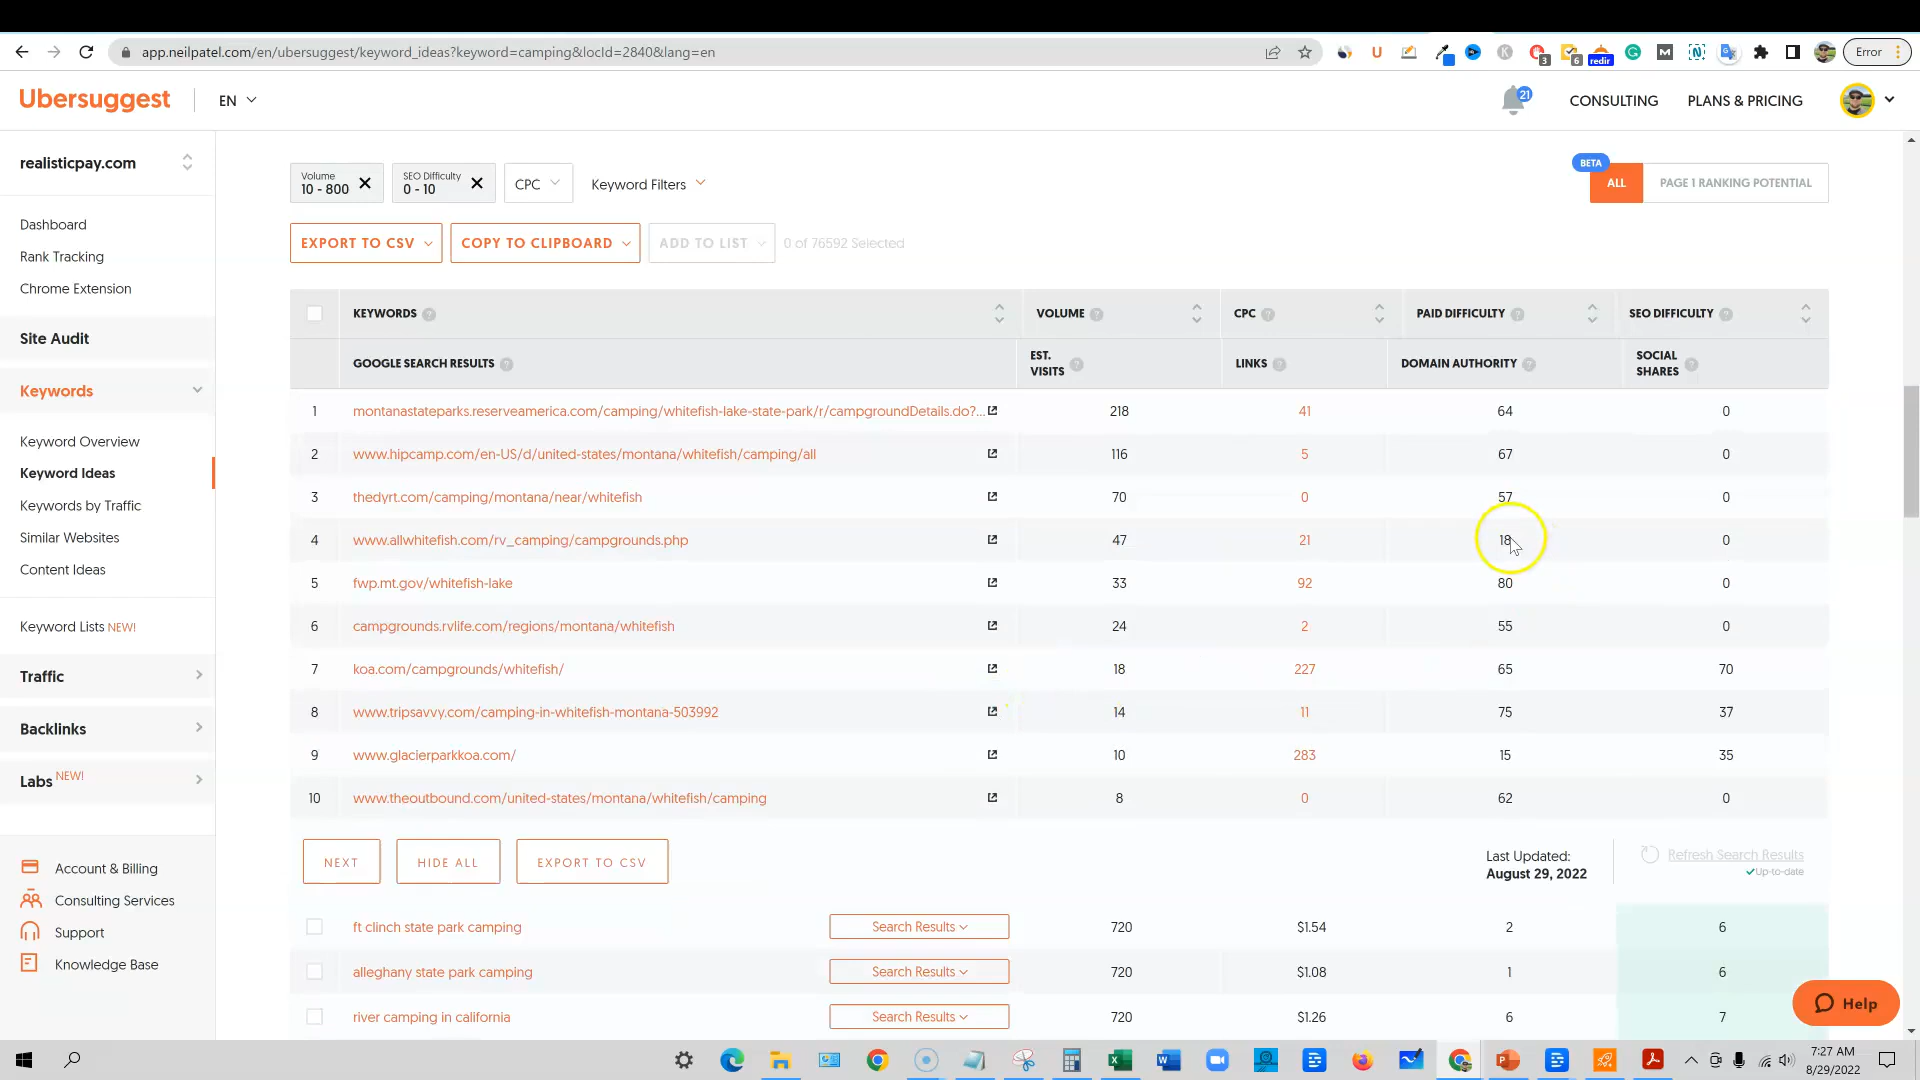 app.neilpatel.com/en/ubersuggest/keyword_ideas?keyword=camping&locId=2840&lang=en
U
K
3
6
redir
G
M
N
Error
Ubersuggest
EN
21
CONSULTING
PLANS & PRICING
realisticpay.com
Dashboard
Rank Tracking
Chrome Extension
Site Audit
Keywords
Keyword Overview
Keyword Ideas
Keywords by Traffic
Similar Websites
Content Ideas
Keyword Lists NEW!
Traffic
Backlinks
Labs NEW!
Account & Billing
Consulting Services
Support
Knowledge Base
Volume
10 - 800
SEO Difficulty
0 - 10
CPC
Keyword Filters
BETA
ALL
PAGE 1 RANKING POTENTIAL
EXPORT TO CSV
COPY TO CLIPBOARD
ADD TO LIST
0 of 76592 Selected
KEYWORDS ? VOLUME ? CPC ? PAID DIFFICULTY ? SEO DIFFICULTY ?
GOOGLE SEARCH RESULTS ? EST. VISITS ? LINKS ? DOMAIN AUTHORITY ? SOCIAL SHARES ?
1 montanastateparks.reserveamerica.com/camping/whitefish-lake-state-park/r/campgroundDetails.do?... 218 41 64 0
2 www.hipcamp.com/en-US/d/united-states/montana/whitefish/camping/all 116 5 67 0
3 thedyrt.com/camping/montana/near/whitefish 70 0 57 0
4 www.allwhitefish.com/rv_camping/campgrounds.php 47 21 18 0
5 fwp.mt.gov/whitefish-lake 33 92 80 0
6 campgrounds.rvlife.com/regions/montana/whitefish 24 2 55 0
7 koa.com/campgrounds/whitefish/ 18 227 65 70
8 www.tripsavvy.com/camping-in-whitefish-montana-503992 14 11 75 37
9 www.glacierparkkoa.com/ 10 283 15 35
10 www.theoutbound.com/united-states/montana/whitefish/camping 8 0 62 0
NEXT
HIDE ALL
EXPORT TO CSV
Last Updated:
August 29, 2022
Refresh Search Results
Up-to-date
ft clinch state park camping Search Results 720 $1.54 2 6
alleghany state park camping Search Results 720 $1.08 1 6
river camping in california Search Results 720 $1.26 6 7
Help
7:27 AM
8/29/2022